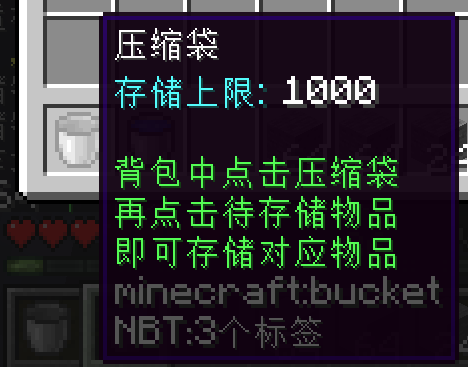 压缩袋
存储上限: 1000
背包中点击压缩袋
再点击待存储物品
即可存储对应物品
minecraft:bucket
NBT:3个标签